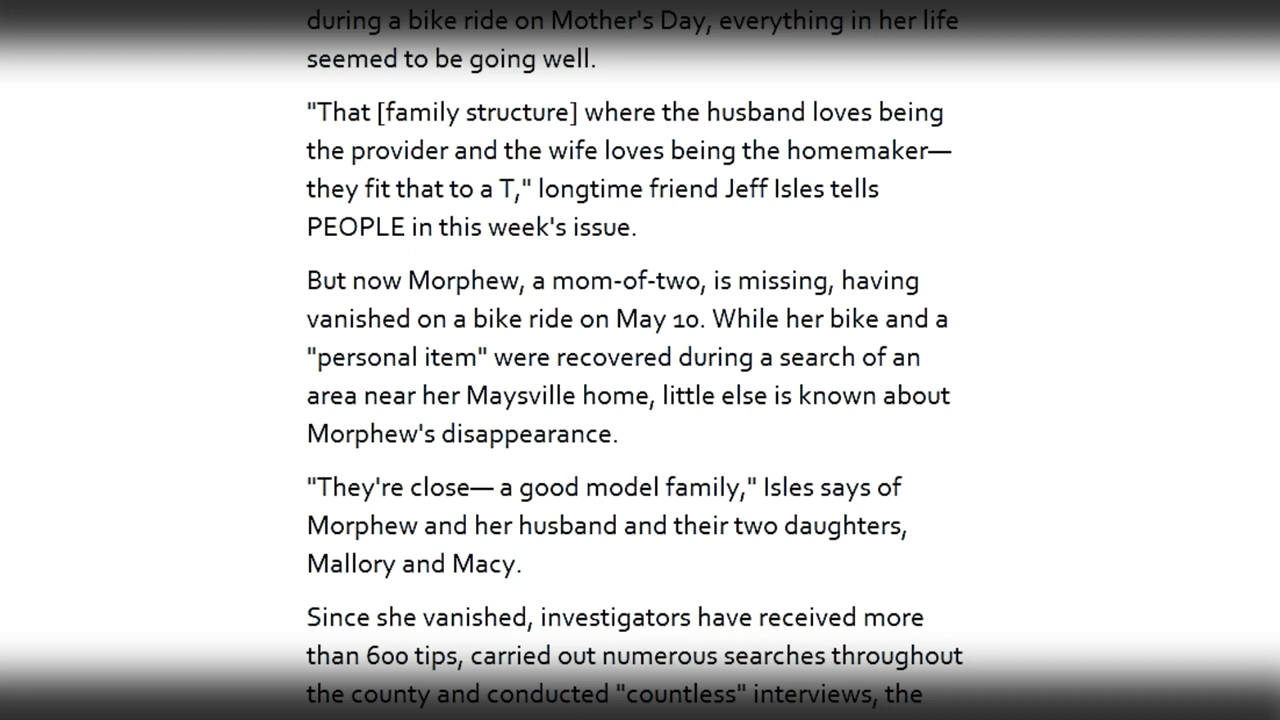 during a bike ride on Mother's Day, everything in her life
seemed to be going well.
"That [family structure] where the husband loves being
the provider and the wife loves being the homemaker—
they fit that to a T," longtime friend Jeff Isles tells
PEOPLE in this week's issue.
But now Morphew, a mom-of-two, is missing, having
vanished on a bike ride on May 10. While her bike and a
"personal item" were recovered during a search of an
area near her Maysville home, little else is known about
Morphew's disappearance.
"They're close— a good model family," Isles says of
Morphew and her husband and their two daughters,
Mallory and Macy.
Since she vanished, investigators have received more
than 600 tips, carried out numerous searches throughout
the county and conducted "countless" interviews, the